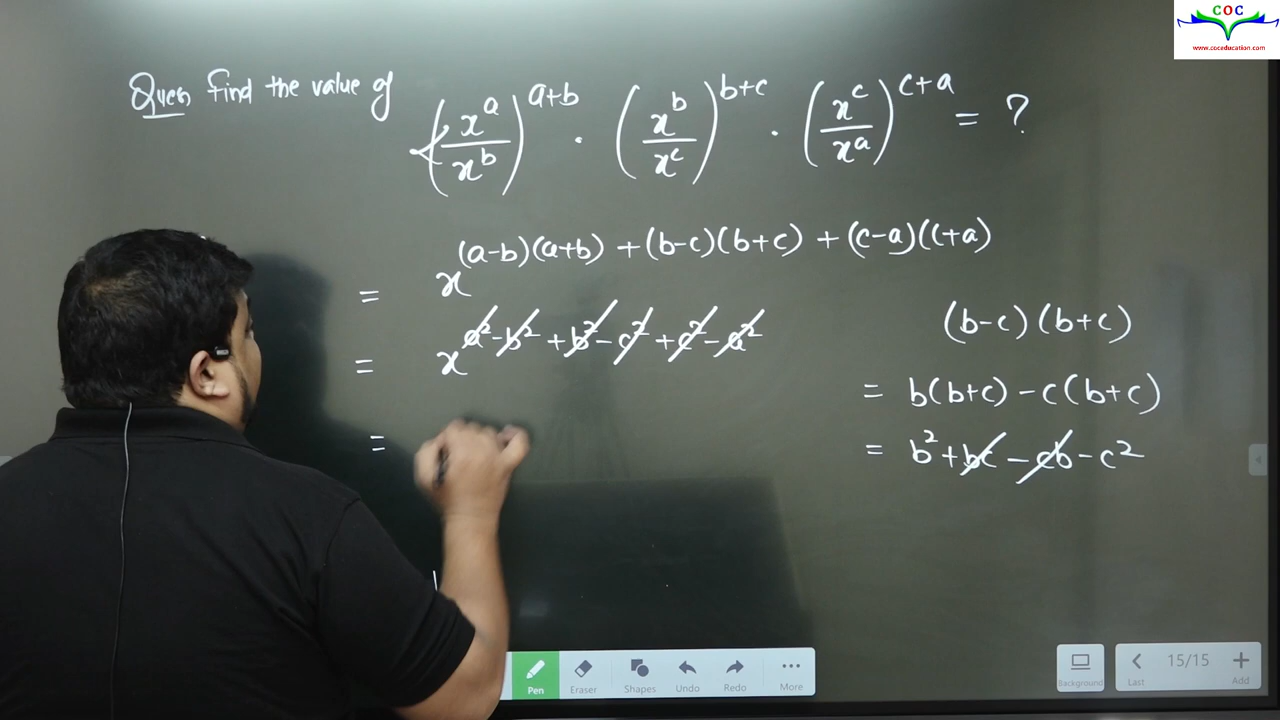 COC
www.coceducation.com
Ques Find the value of (x^a/x^b)^(a+b) · (x^b/x^c)^(b+c) · (x^c/x^a)^(c+a) = ?
= x^((a-b)(a+b) + (b-c)(b+c) + (c-a)(c+a))
= x^(a²-b²+b²-c²+c²-a²)
=
(b-c)(b+c)
= b(b+c) - c(b+c)
= b² + bc - cb - c²
Pen Eraser Shapes Undo Redo More
Background Last 15/15 Add